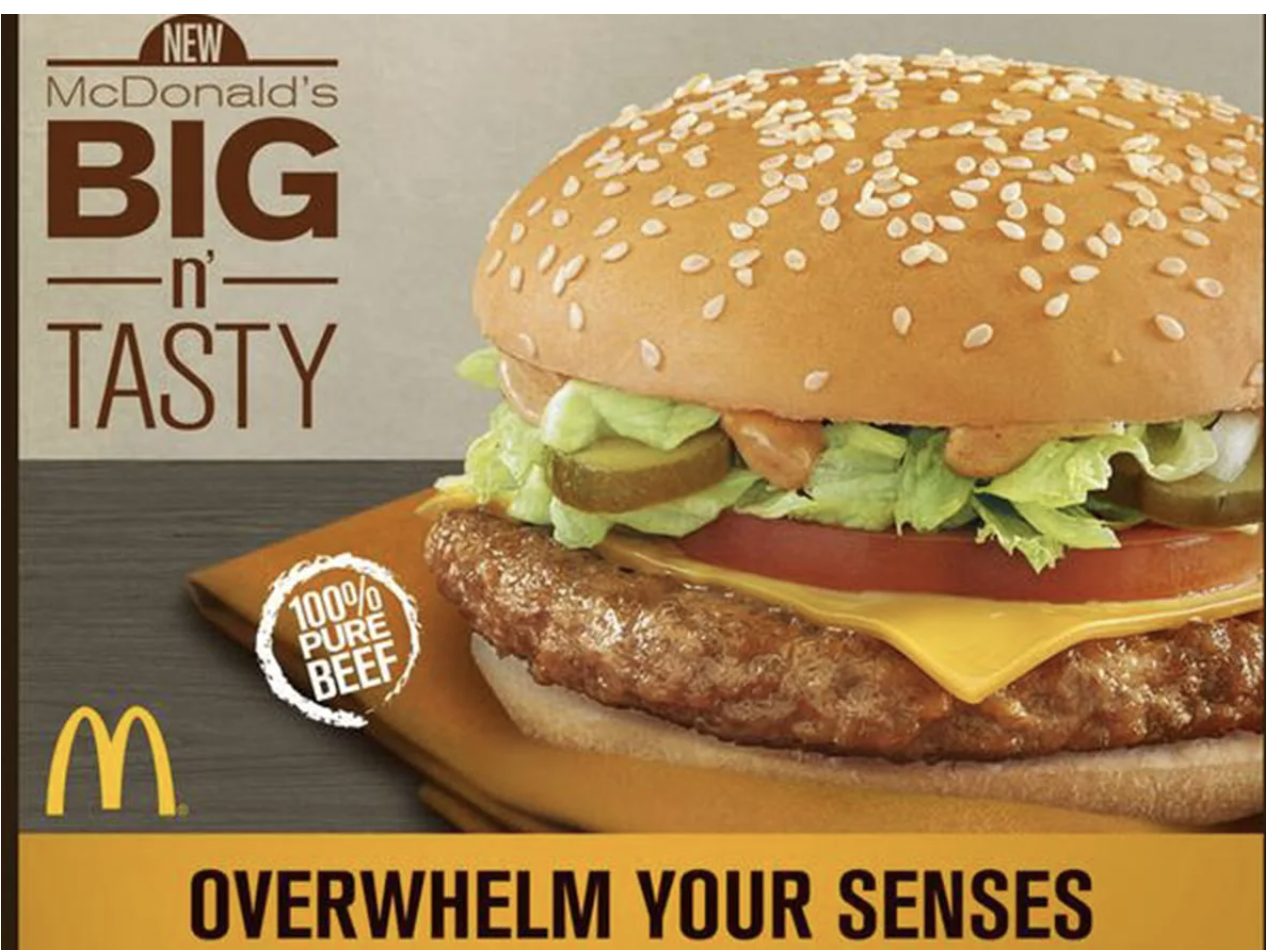 NEW
McDonald's
BIG
n'
TASTY
100%
PURE
BEEF
OVERWHELM YOUR SENSES